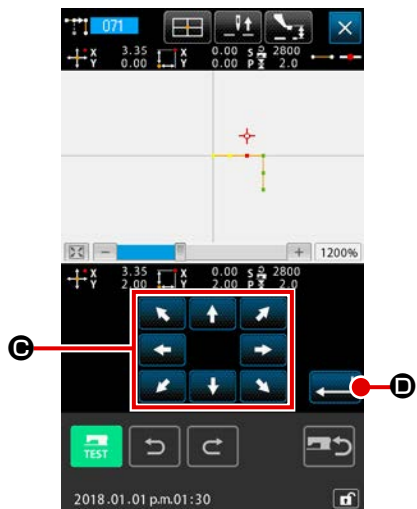 071
X 3.35 X 0.00 S 2800
Y 0.00 Y 0.00 P 2.0
1200%
X 3.35 X 0.00 S 2800
Y 2.00 Y 0.00 P 2.0
C
D
TEST
2018.01.01 p.m.01:30